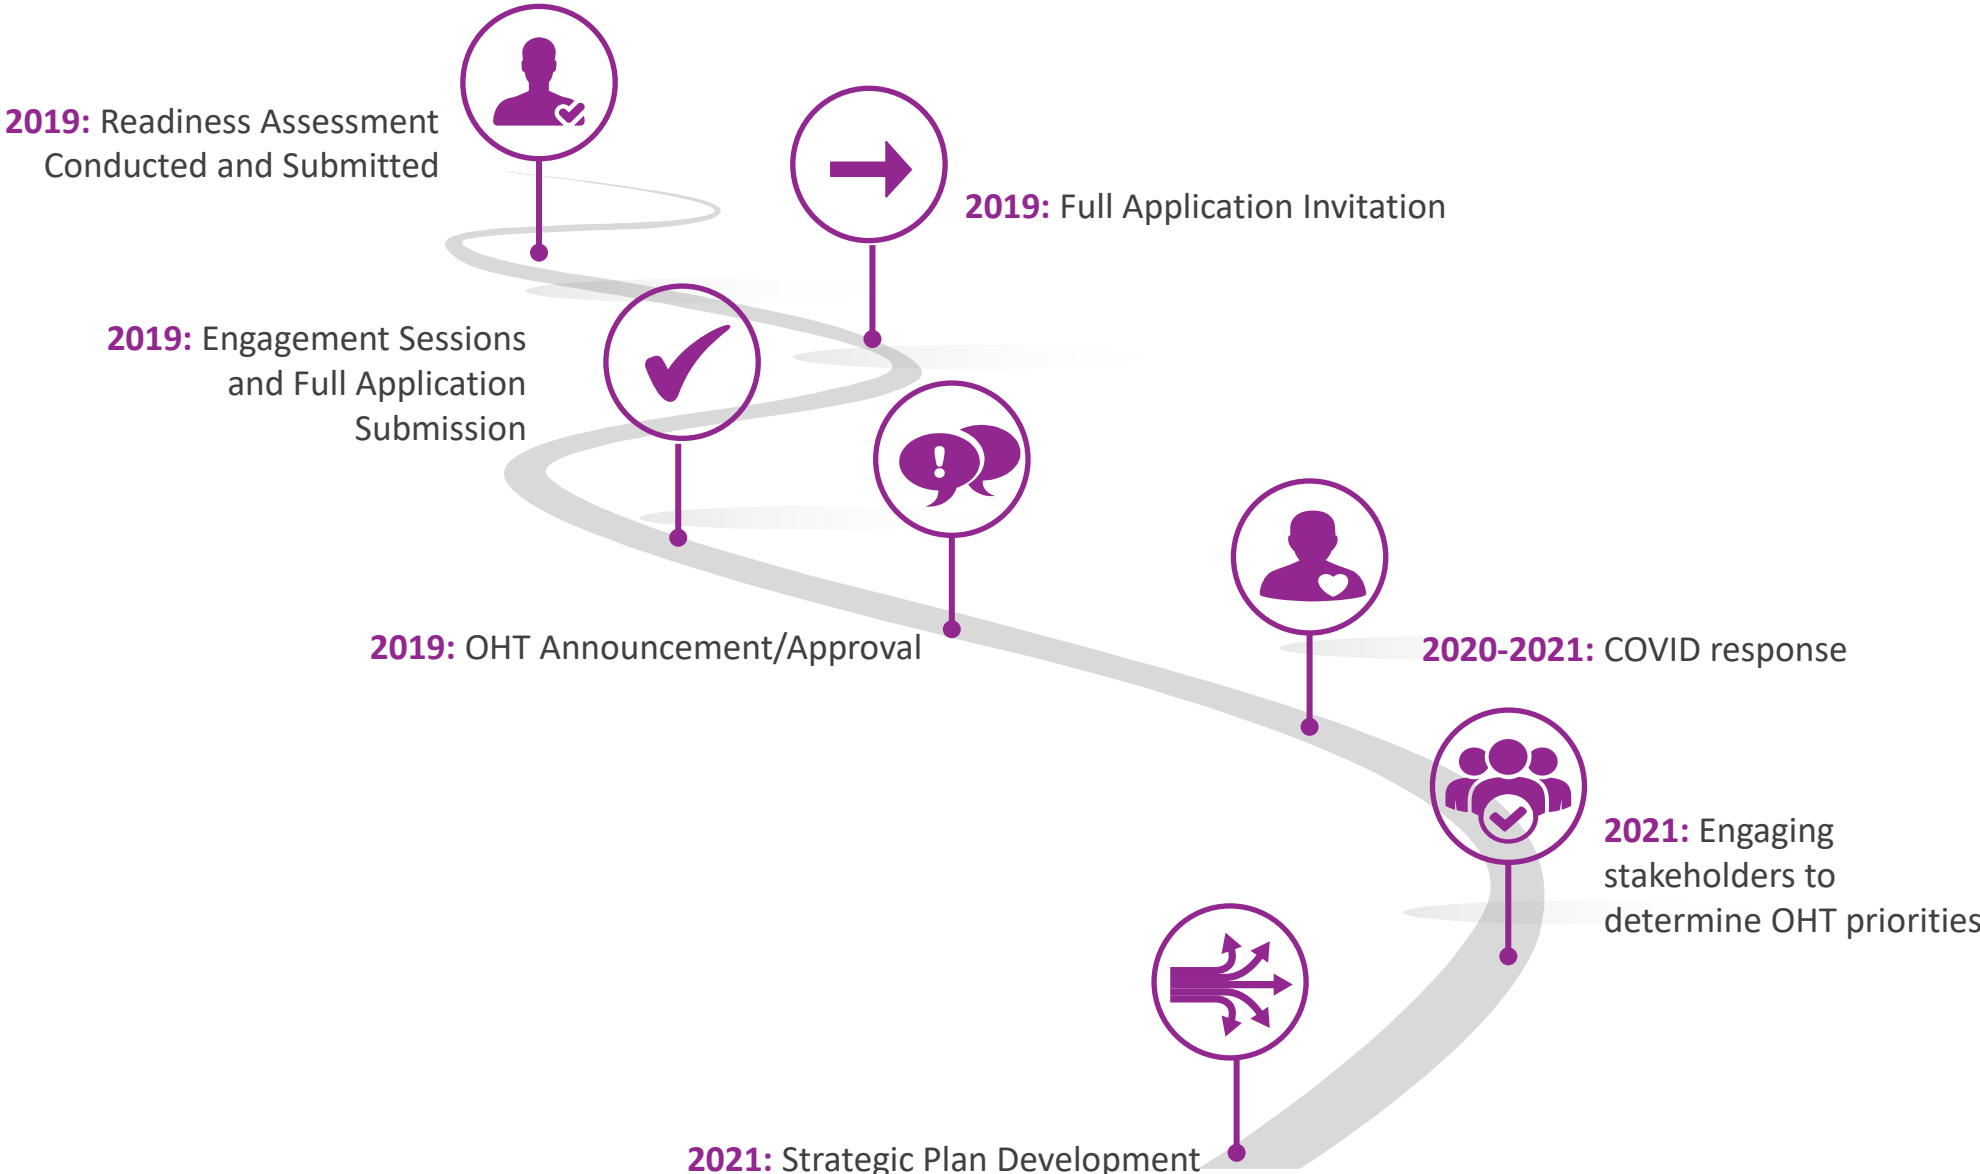 2019: Readiness Assessment
Conducted and Submitted
2019: Full Application Invitation
2019: Engagement Sessions
and Full Application
Submission
2019: OHT Announcement/Approval
2020-2021: COVID response
2021: Engaging
stakeholders to
determine OHT priorities
2021: Strategic Plan Development